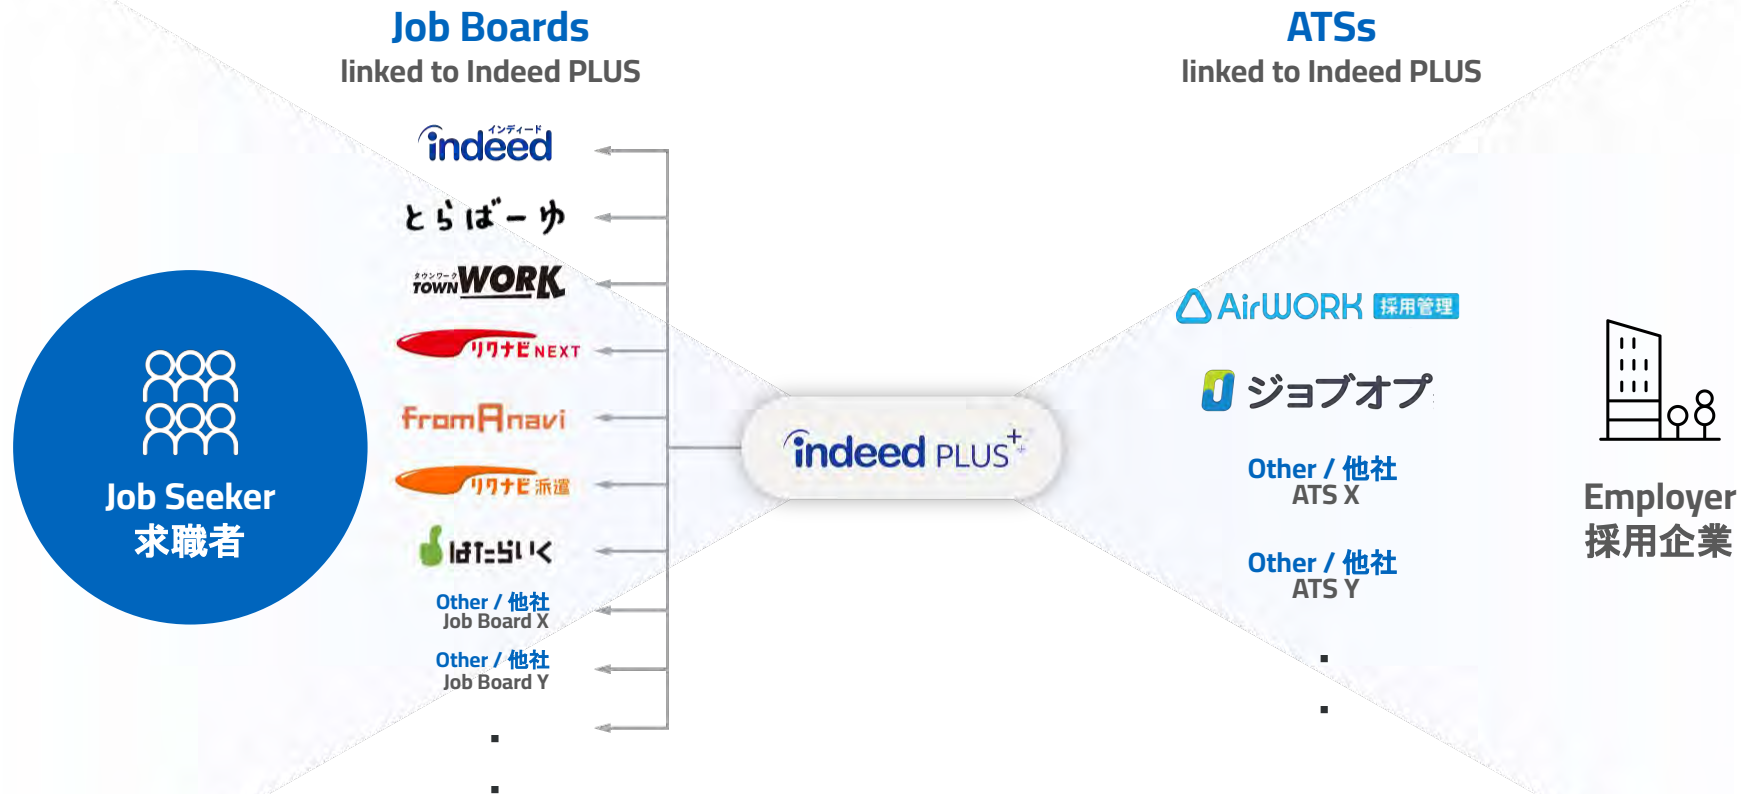 Job Boards
linked to Indeed PLUS
インディード
indeed
とらばーゆ
タウンワーク
TOWN WORK
リクナビNEXT
fromAnavi
リクナビ派遣
はたらいく
Other / 他社
Job Board X
Other / 他社
Job Board Y
Job Seeker
求職者
indeed PLUS
ATSs
linked to Indeed PLUS
AirWORK 採用管理
ジョブオプ
Other / 他社
ATS X
Other / 他社
ATS Y
Employer
採用企業